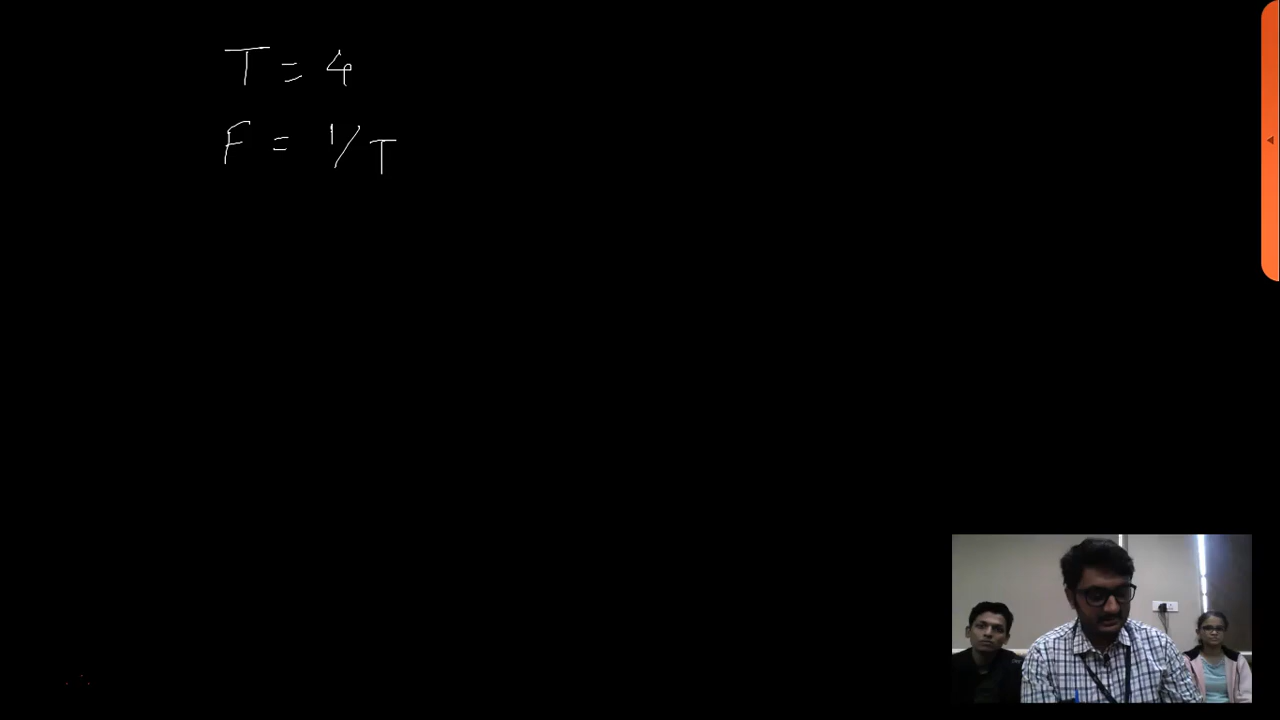 T = 4
F = 1/T